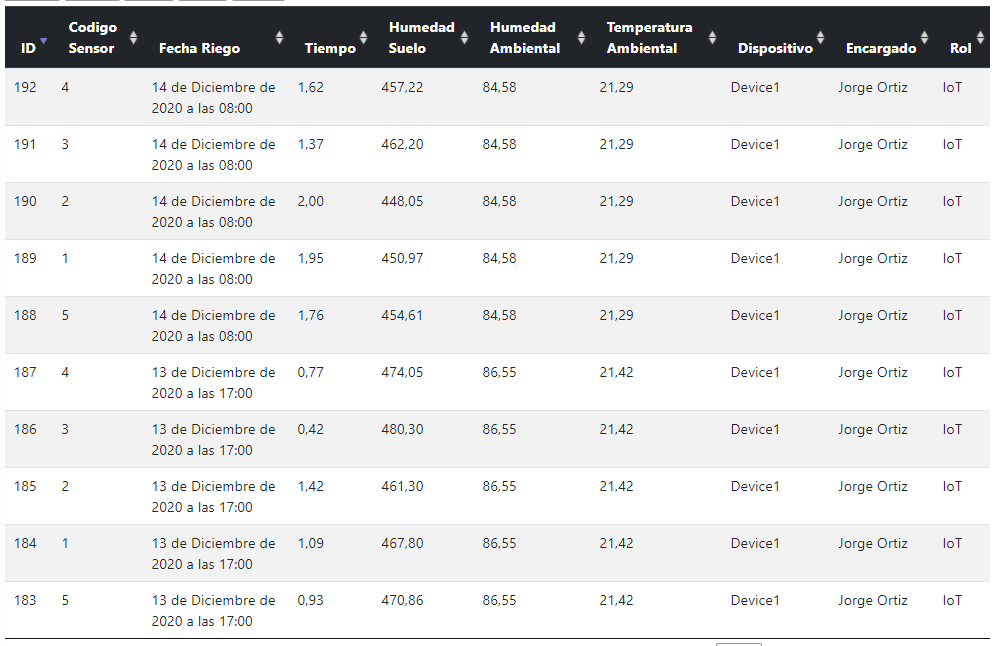 ID Codigo Sensor Fecha Riego Tiempo Humedad Suelo Humedad Ambiental Temperatura Ambiental Dispositivo Encargado Rol
192 4 14 de Diciembre de 1,62 457,22 84,58 21,29 Device1 Jorge Ortiz IoT
2020 a las 08:00
191 3 14 de Diciembre de 1,37 462,20 84,58 21,29 Device1 Jorge Ortiz IoT
2020 a las 08:00
190 2 14 de Diciembre de 2,00 448,05 84,58 21,29 Device1 Jorge Ortiz IoT
2020 a las 08:00
189 1 14 de Diciembre de 1,95 450,97 84,58 21,29 Device1 Jorge Ortiz IoT
2020 a las 08:00
188 5 14 de Diciembre de 1,76 454,61 84,58 21,29 Device1 Jorge Ortiz IoT
2020 a las 08:00
187 4 13 de Diciembre de 0,77 474,05 86,55 21,42 Device1 Jorge Ortiz IoT
2020 a las 17:00
186 3 13 de Diciembre de 0,42 480,30 86,55 21,42 Device1 Jorge Ortiz IoT
2020 a las 17:00
185 2 13 de Diciembre de 1,42 461,30 86,55 21,42 Device1 Jorge Ortiz IoT
2020 a las 17:00
184 1 13 de Diciembre de 1,09 467,80 86,55 21,42 Device1 Jorge Ortiz IoT
2020 a las 17:00
183 5 13 de Diciembre de 0,93 470,86 86,55 21,42 Device1 Jorge Ortiz IoT
2020 a las 17:00